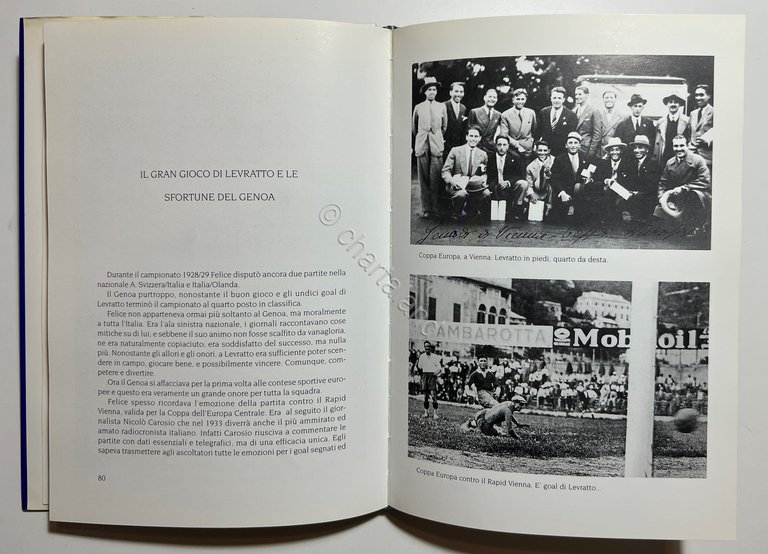 IL GRAN GIOCO DI LEVRATTO E LE
SFORTUNE DEL GENOA
Durante il campionato 1928/29 Felice disputò ancora due partite nella
nazionale A: Svizzera/Italia e Italia/Olanda.
Il Genoa purtroppo, nonostante il buon gioco e gli undici goal di
Levratto terminò il campionato al quarto posto in classifica.
Felice non apparteneva ormai più soltanto al Genoa, ma moralmente
a tutta l'Italia. Era l'ala sinistra nazionale, i giornali raccontavano cose
mitiche su di lui, e sebbene il suo animo non fosse scalfito da vanagloria,
ne era naturalmente copiaciuto; era soddisfatto del successo, ma nulla
più. Nonostante gli allori e gli onori, a Levratto era sufficiente poter scen-
dere in campo, giocare bene, e possibilmente vincere. Comunque, com-
petere e divertire.
Ora il Genoa si affacciava per la prima volta alle contese sportive euro-
pee e questo era veramente un grande onore per tutta la squadra.
Felice spesso ricordava l'emozione della partita contro il Rapid
Vienna, valida per la Coppa dell'Europa Centrale. Era al seguito il gior-
nalista Nicolò Carosio che nel 1933 diverrà anche il più ammirato ed
amato radiocronista italiano. Infatti Carosio riusciva a commentare le
partite con dati essenziali e telegrafici, ma di una efficacia unica. Egli
sapeva trasmettere agli ascoltatori tutte le emozioni per i goal segnati ed
80
Coppa Europa, a Vienna. Levratto in piedi, quarto da desta.
GAMBAROTTA
Mobiloil
Coppa Europa contro il Rapid Vienna. E' goal di Levratto...
© charta